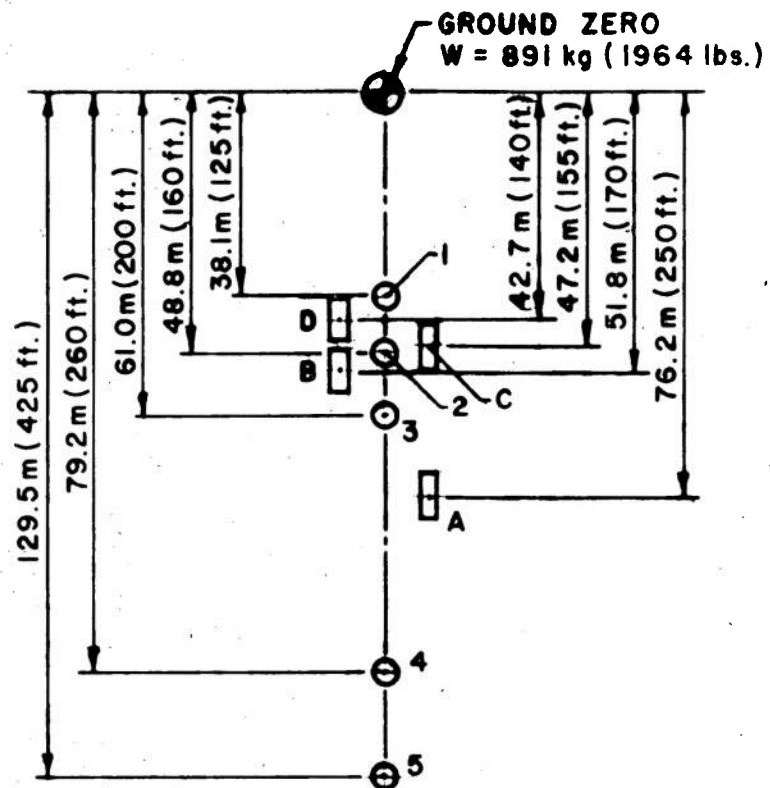 GROUND ZERO
W = 891 kg (1964 lbs.)
129.5 m (425 ft.)
79.2 m (260 ft.)
61.0 m (200 ft.)
48.8 m (160 ft.)
38.1 m (125 ft.)
42.7 m (140 ft.)
47.2 m (155 ft.)
51.8 m (170 ft.)
76.2 m (250 ft.)
1
D
B
2
C
3
A
4
5